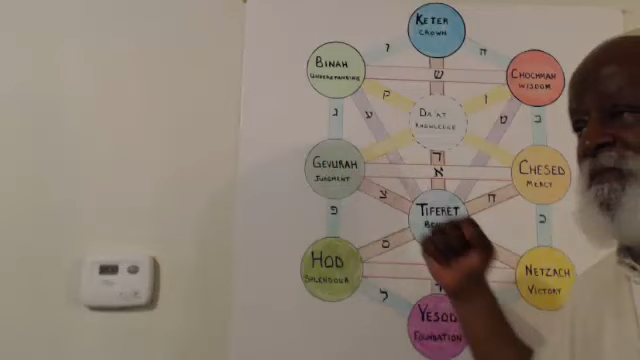 KETER
CROWN
ו
ה
BINAH
UNDERSTANDING
ש
CHOCHMAH
WISDOM
ק
ו
DA'AT
KNOWLEDGE
ג
ע
ט
ב
ד
GEVURAH
JUDGMENT
א
CHESED
MERCY
צ
ח
TIFERET
פ
כ
ס
HOD
SPLENDOUR
NETZACH
VICTORY
ל
YESOD
FOUNDATION